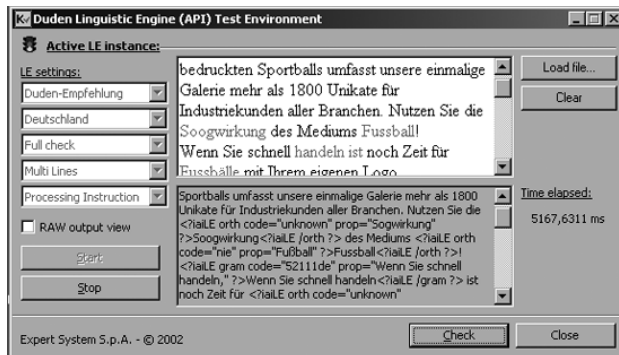 Duden Linguistic Engine (API) Test Environment
Active LE instance:
LE settings:
Duden-Empfehlung
Deutschland
Full check
Multi Lines
Processing Instruction
RAW output view
Start
Stop
bedruckten Sportballs umfasst unsere einmalige
Galerie mehr als 1800 Unikate für
Industriekunden aller Branchen. Nutzen Sie die
Soogwirkung des Mediums Fussball!
Wenn Sie schnell handeln ist noch Zeit für
Fussbälle mit Ihrem eigenen Logo
Sportballs umfasst unsere einmalige Galerie mehr als 1800
Unikate für Industriekunden aller Branchen. Nutzen Sie die
<?iaiLE orth code="unknown" prop="Sogwirkung"
?>Soogwirkung<?iaiLE /orth ?> des Mediums <?iaiLE orth
code="nie" prop="Fußball" ?>Fussball<?iaiLE /orth ?>!
<?iaiLE gram code="52111de" prop="Wenn Sie schnell
handeln," ?>Wenn Sie schnell handeln<?iaiLE /gram ?> ist
noch Zeit für <?iaiLE orth code="unknown"
Load file...
Clear
Time elapsed:
5167,6311 ms
Expert System S.p.A. - © 2002
Check
Close